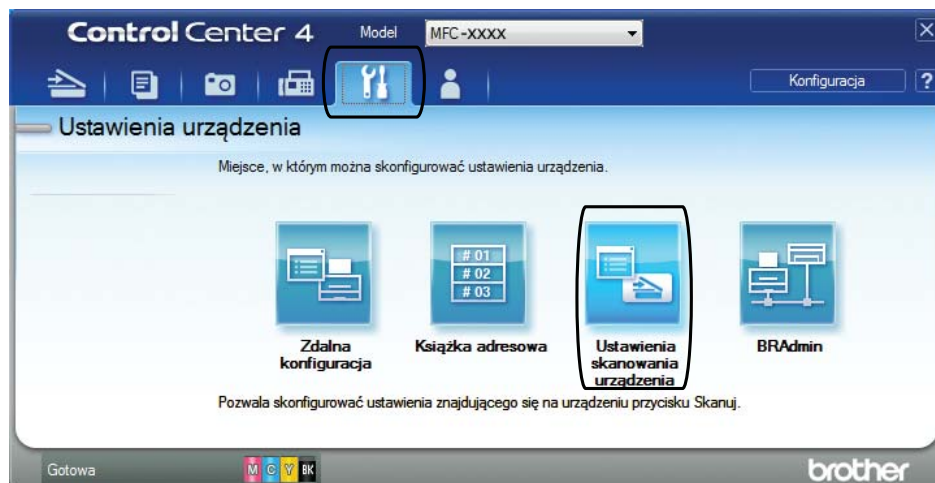 Control Center 4
Model
MFC-XXXX
Konfiguracja
?
Ustawienia urządzenia
Miejsce, w którym można skonfigurować ustawienia urządzenia.
# 01
# 02
# 03
Zdalna
konfiguracja
Książka adresowa
Ustawienia
skanowania
urządzenia
BRAdmin
Pozwala skonfigurować ustawienia znajdującego się na urządzeniu przycisku Skanuj.
Gotowa
M C Y BK
brother